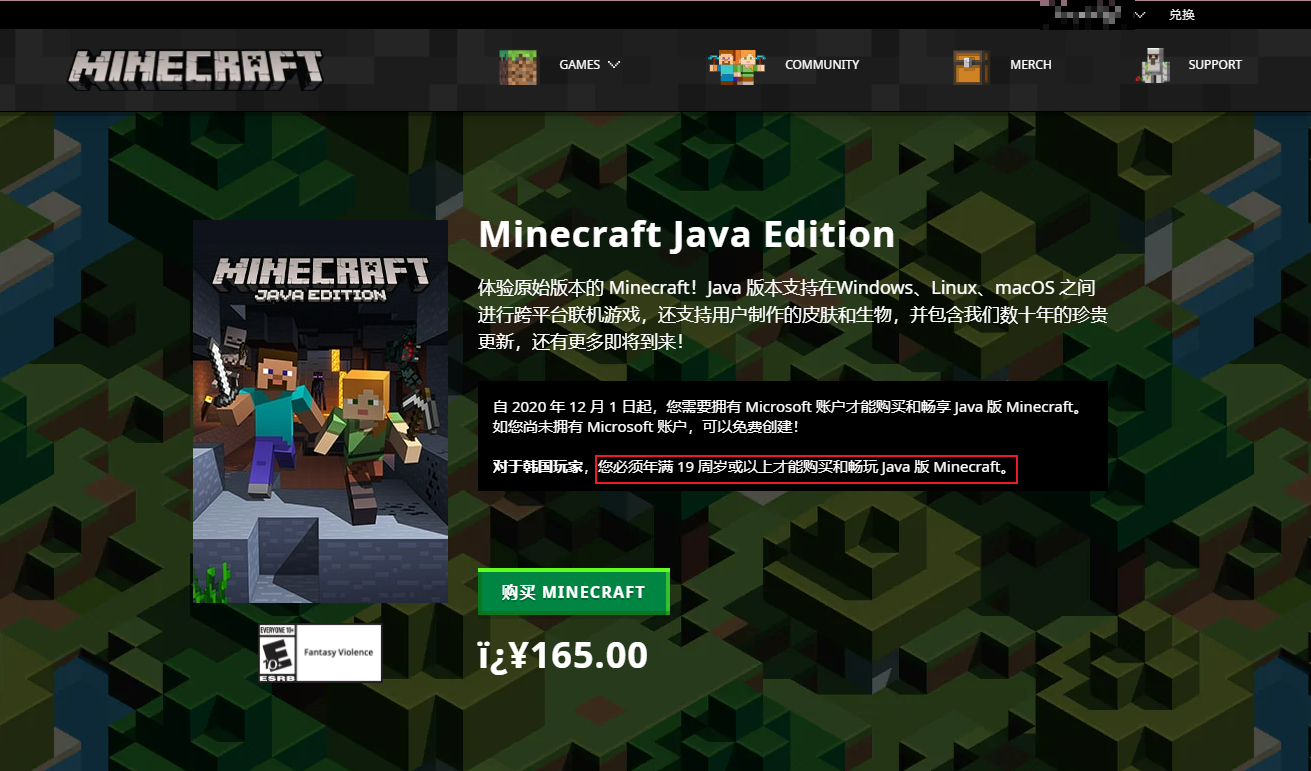 兑换
MINECRAFT
GAMES
COMMUNITY
MERCH
SUPPORT
MINECRAFT
JAVA EDITION
Minecraft Java Edition
体验原始版本的 Minecraft！Java 版本支持在Windows、Linux、macOS 之间
进行跨平台联机游戏，还支持用户制作的皮肤和生物，并包含我们数十年的珍贵
更新，还有更多即将到来！
自 2020 年 12 月 1 日起，您需要拥有 Microsoft 账户才能购买和畅享 Java 版 Minecraft。
如您尚未拥有 Microsoft 账户，可以免费创建！
对于韩国玩家，您必须年满 19 周岁或以上才能购买和畅玩 Java 版 Minecraft。
购买 MINECRAFT
ï¿¥165.00
EVERYONE 10+
E
10+
ESRB
Fantasy Violence